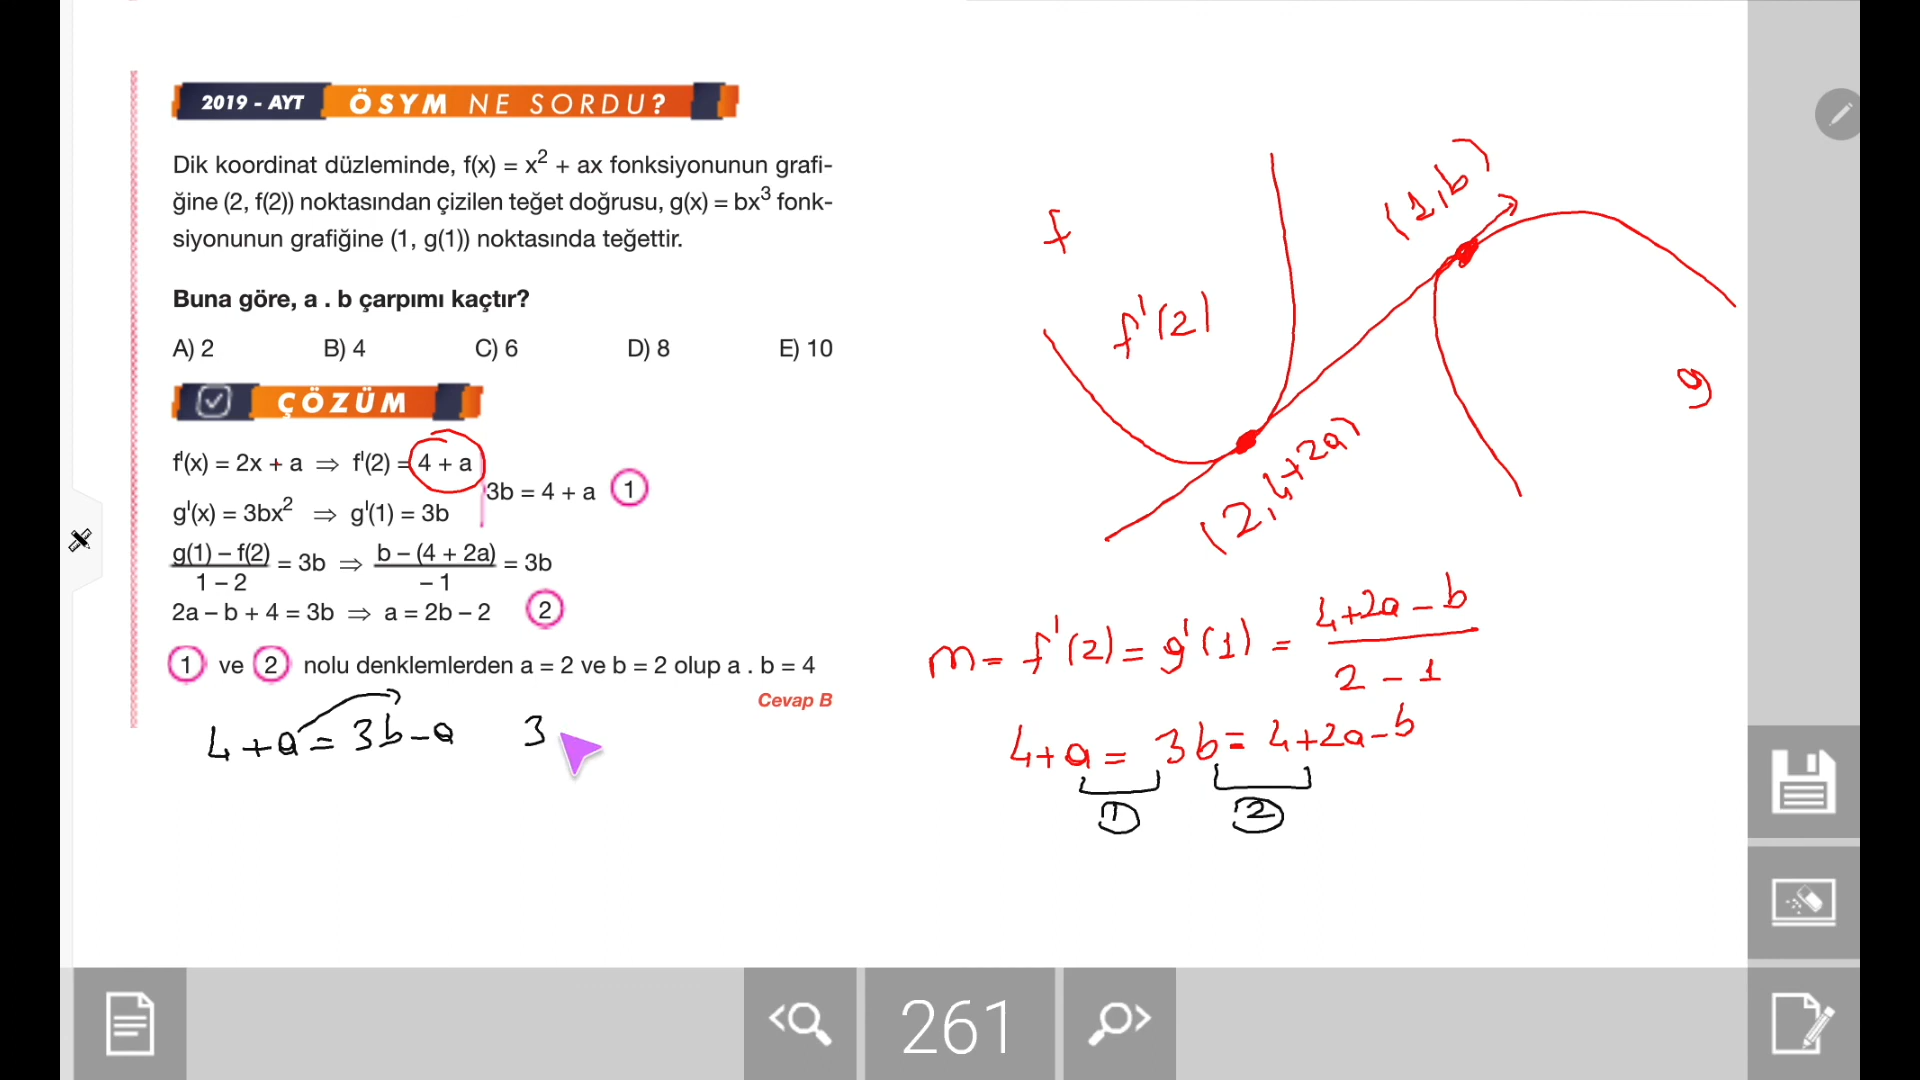 2019 - AYT ÖSYM NE SORDU?
Dik koordinat düzleminde, f(x) = x² + ax fonksiyonunun grafi-
ğine (2, f(2)) noktasından çizilen teğet doğrusu, g(x) = bx³ fonk-
siyonunun grafiğine (1, g(1)) noktasında teğettir.
Buna göre, a . b çarpımı kaçtır?
A) 2 B) 4 C) 6 D) 8 E) 10
ÇÖZÜM
f'(x) = 2x + a ⇒ f'(2) = 4 + a
3b = 4 + a 1
g'(x) = 3bx² ⇒ g'(1) = 3b
g(1) – f(2) / 1 – 2 = 3b ⇒ b – (4 + 2a) / – 1 = 3b
2a – b + 4 = 3b ⇒ a = 2b – 2 2
1 ve 2 nolu denklemlerden a = 2 ve b = 2 olup a . b = 4
Cevap B
4 + a = 3b - a 3
f
f'(2)
(1, b)
g
(2, 4+2a)
m = f'(2) = g'(1) = 4+2a-b / 2-1
4+a = 3b = 4+2a-b
1 2
261